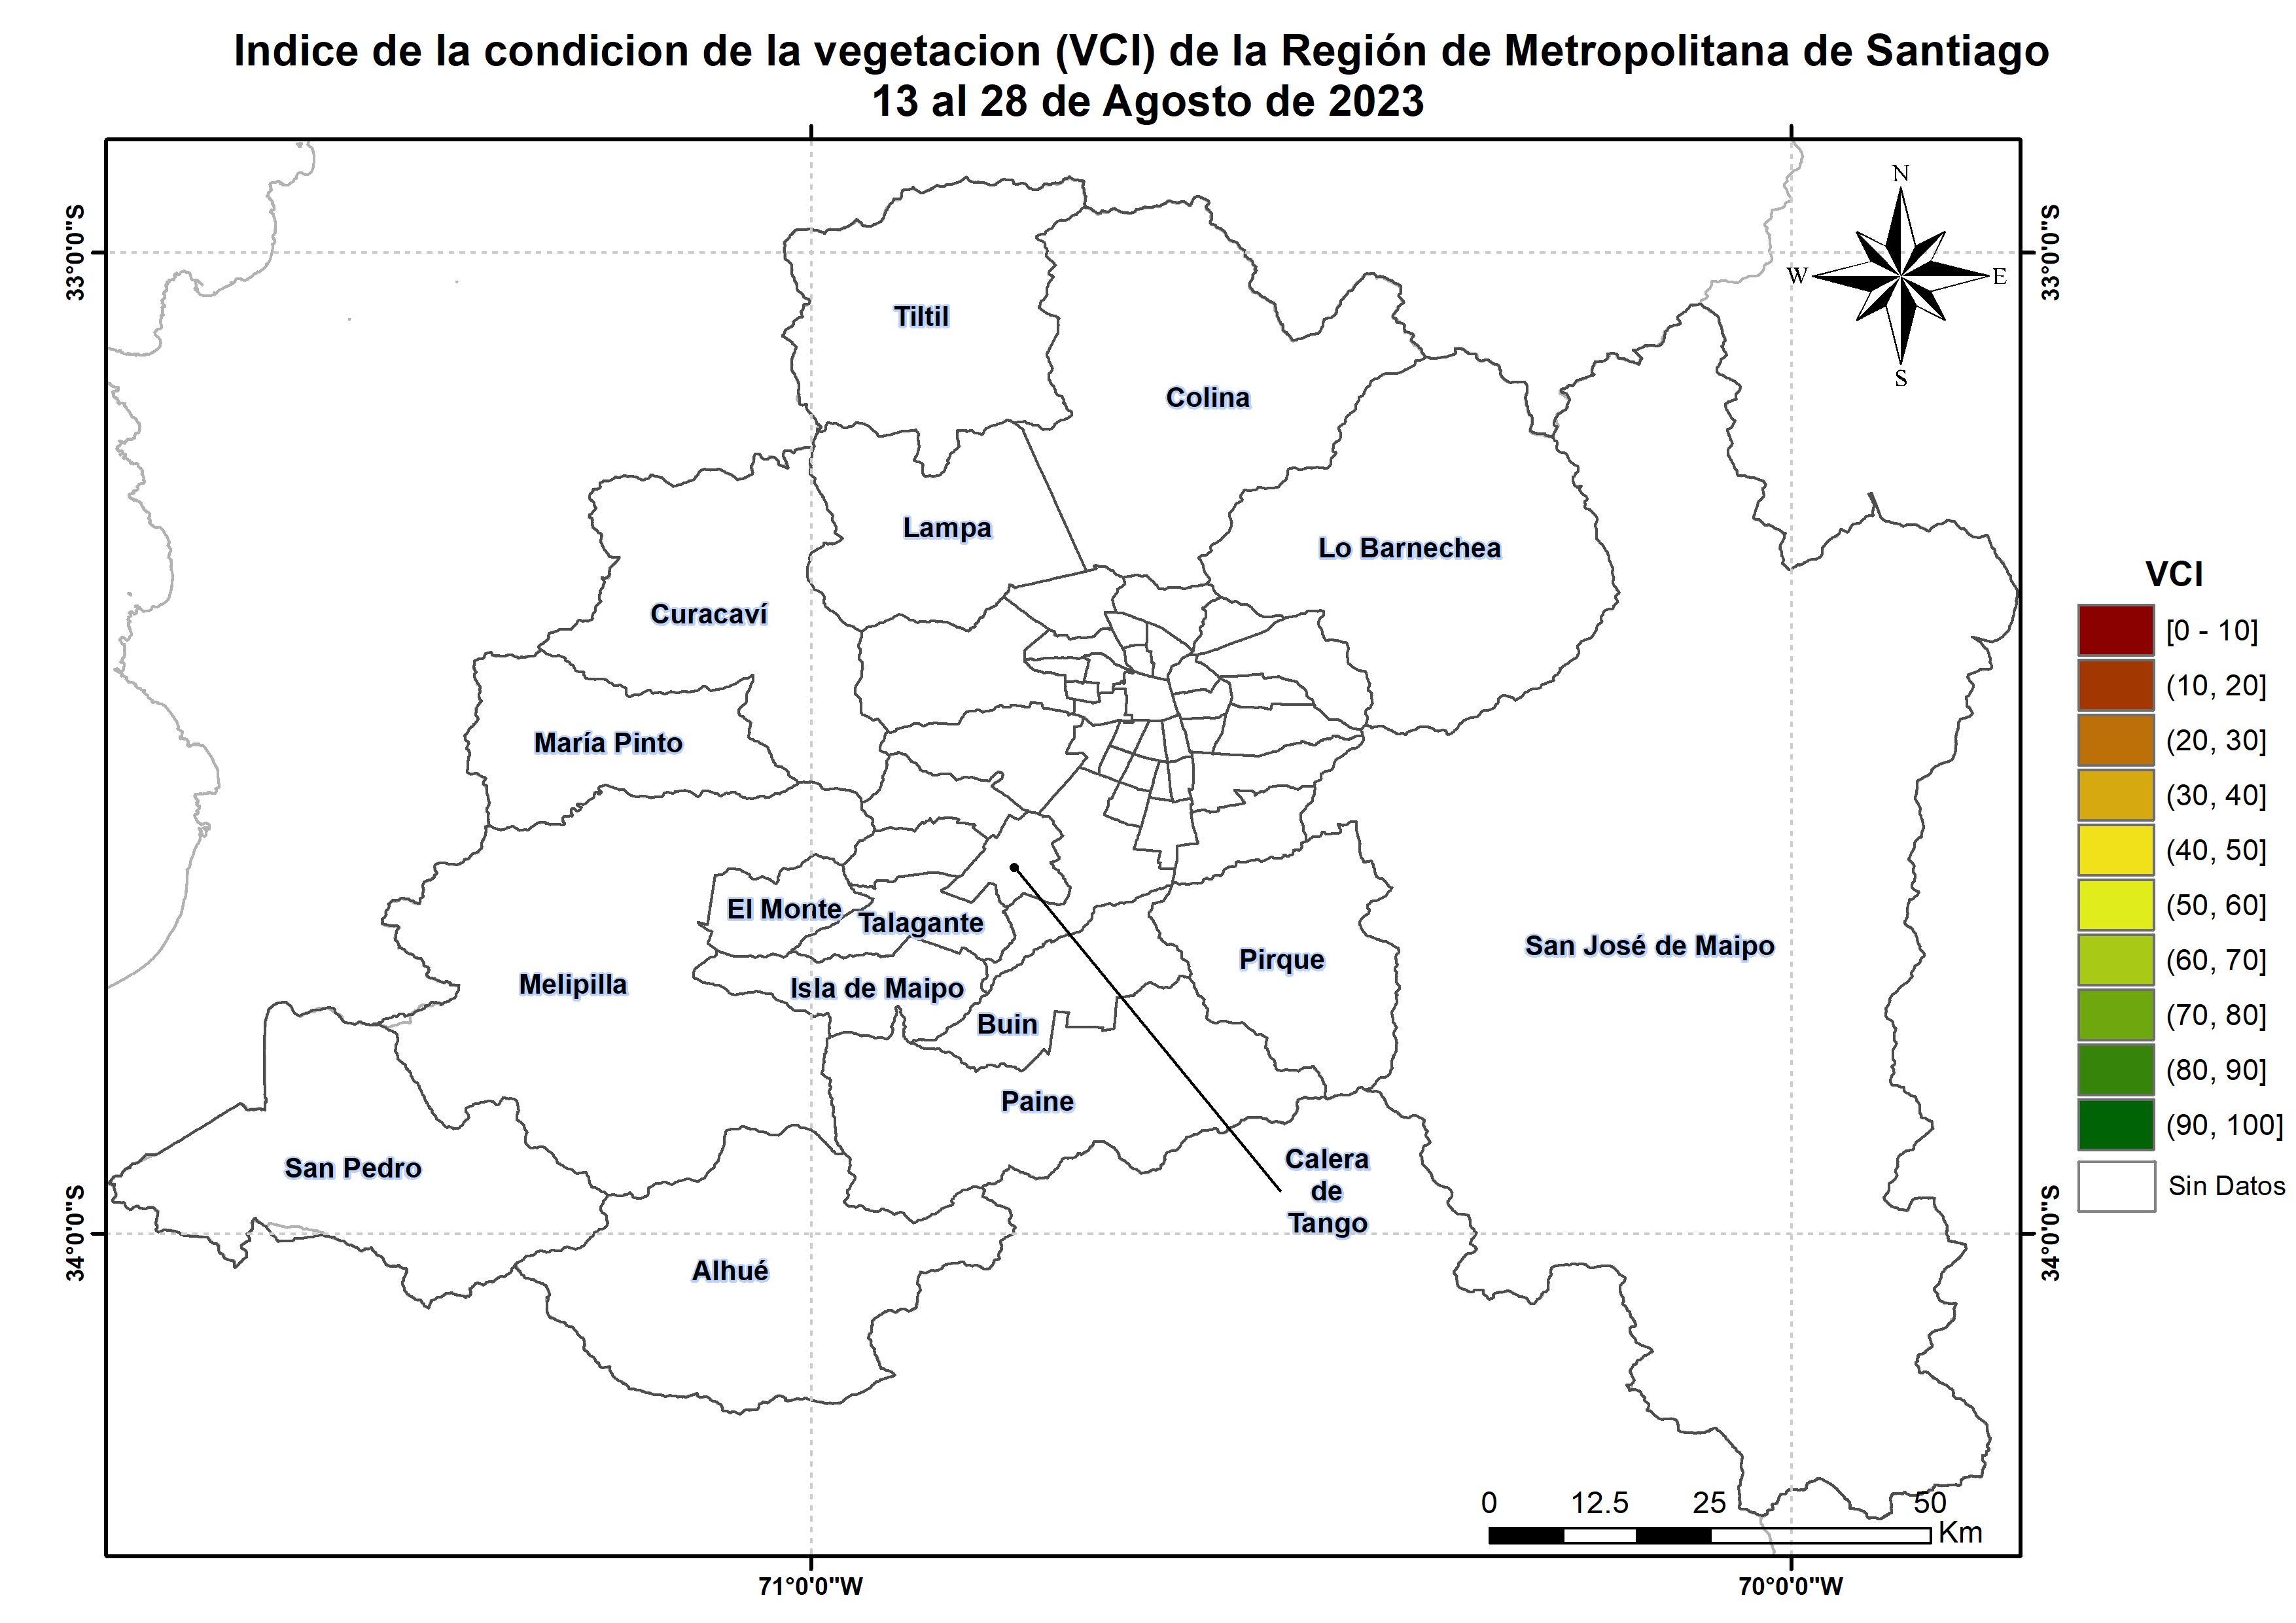 Indice de la condicion de la vegetacion (VCI) de la Región de Metropolitana de Santiago
13 al 28 de Agosto de 2023
N
W
E
S
33°0'0"S
33°0'0"S
Tiltil
Colina
Lampa
Lo Barnechea
Curacaví
María Pinto
El Monte
Talagante
Melipilla
Isla de Maipo
Buin
Pirque
San José de Maipo
Paine
San Pedro
Calera
de
Tango
Alhué
34°0'0"S
34°0'0"S
VCI
[0 - 10]
(10, 20]
(20, 30]
(30, 40]
(40, 50]
(50, 60]
(60, 70]
(70, 80]
(80, 90]
(90, 100]
Sin Datos
0 12.5 25 50
Km
71°0'0"W
70°0'0"W